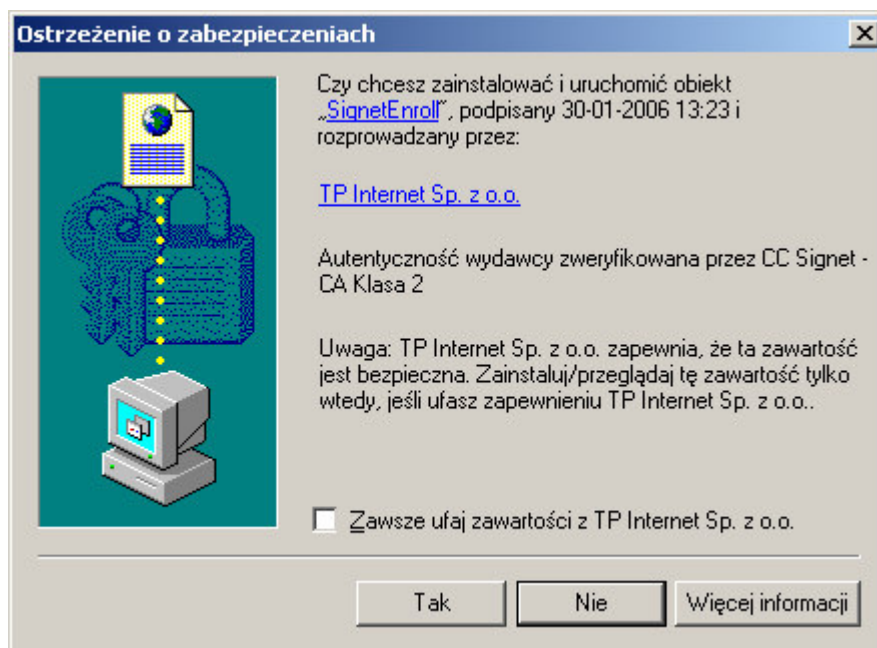 Ostrzeżenie o zabezpieczeniach
Czy chcesz zainstalować i uruchomić obiekt
„SignetEnroll”, podpisany 30-01-2006 13:23 i
rozprowadzany przez:
TP Internet Sp. z o.o.
Autentyczność wydawcy zweryfikowana przez CC Signet -
CA Klasa 2
Uwaga: TP Internet Sp. z o.o. zapewnia, że ta zawartość
jest bezpieczna. Zainstaluj/przeglądaj tę zawartość tylko
wtedy, jeśli ufasz zapewnieniu TP Internet Sp. z o.o..
Zawsze ufaj zawartości z TP Internet Sp. z o.o.
Tak Nie Więcej informacji